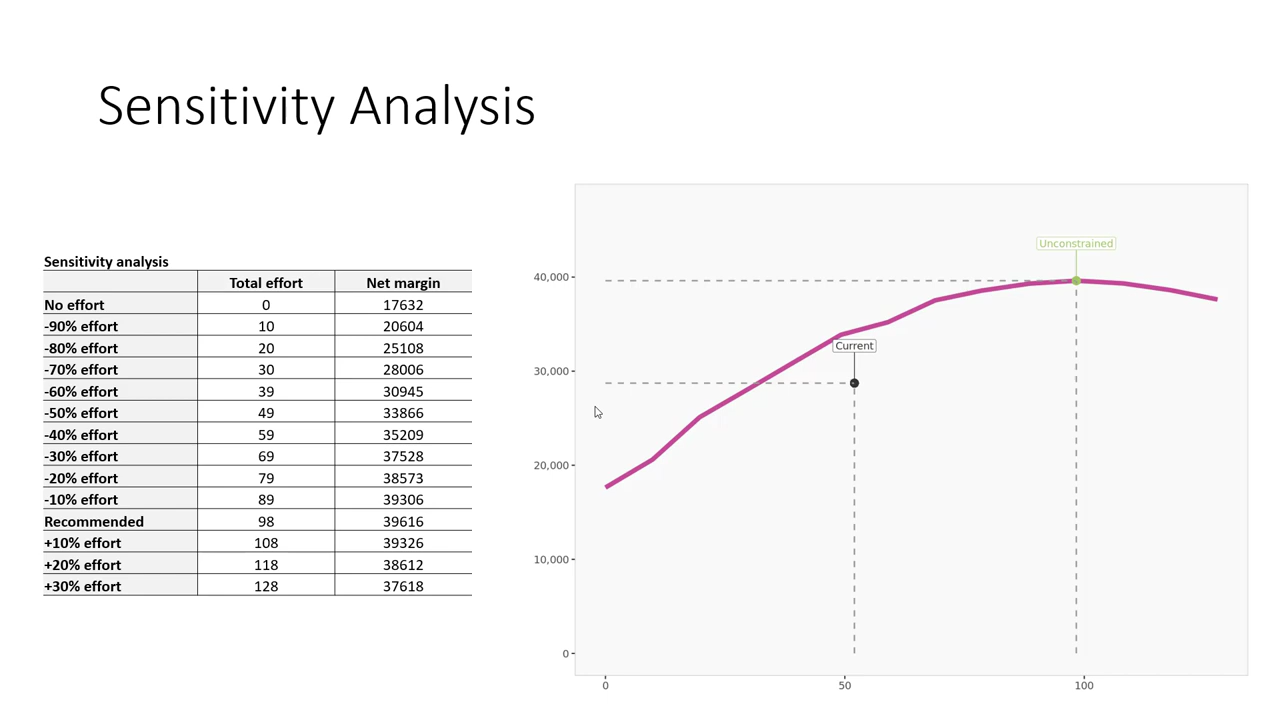 Sensitivity Analysis
Sensitivity analysis
Total effort Net margin
No effort 0 17632
-90% effort 10 20604
-80% effort 20 25108
-70% effort 30 28006
-60% effort 39 30945
-50% effort 49 33866
-40% effort 59 35209
-30% effort 69 37528
-20% effort 79 38573
-10% effort 89 39306
Recommended 98 39616
+10% effort 108 39326
+20% effort 118 38612
+30% effort 128 37618
Unconstrained
40,000
Current
30,000
20,000
10,000
0
0 50 100